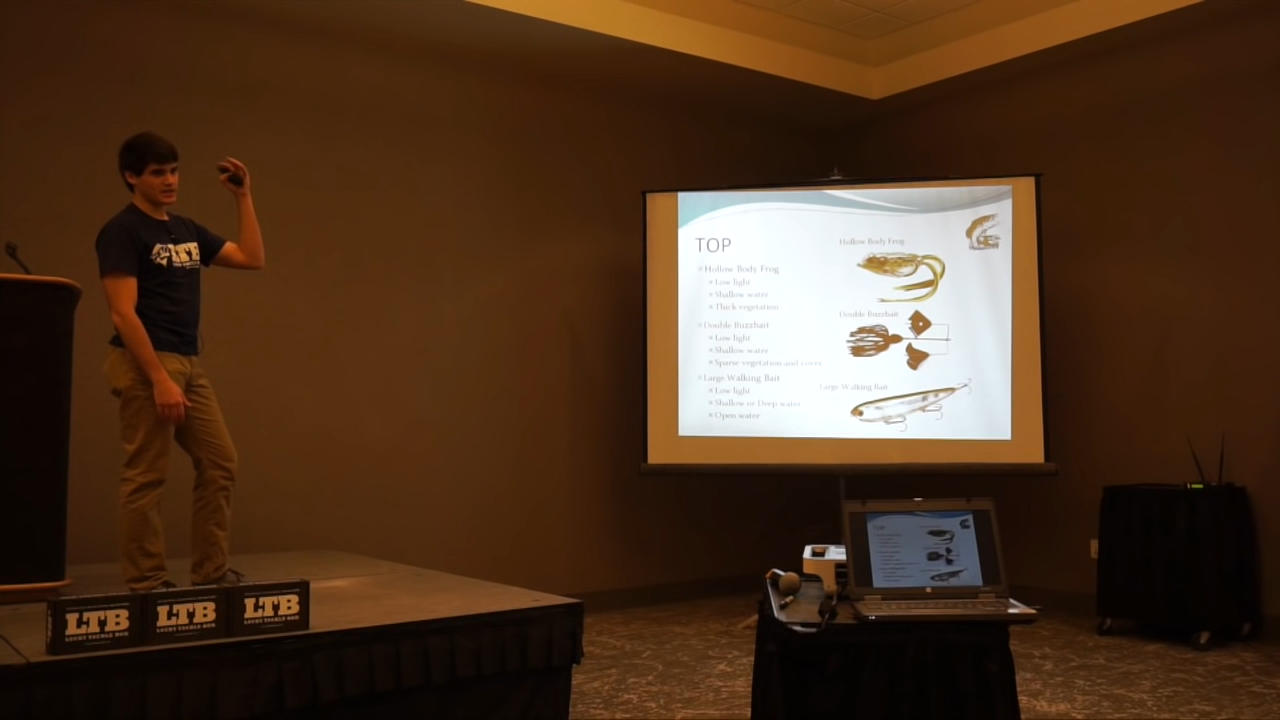 TOP
Hollow Body Frog
Low light
Shallow water
Thick vegetation
Double Buzzbait
Low light
Shallow water
Sparse vegetation and cover
Large Walking Bait
Low light
Shallow or Deep water
Open water
Hollow Body Frog
Double Buzzbait
Large Walking Bait
TOP
LTB
LUCKY TACKLE BOX
LTB
LUCKY TACKLE BOX
LTB
LUCKY TACKLE BOX